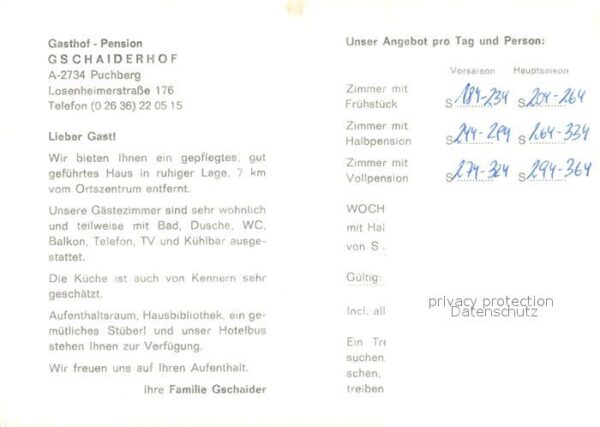 Gasthof - Pension
GSCHAIDERHOF
A-2734 Puchberg
Losenheimerstraße 176
Telefon (0 26 36) 22 05 15
Lieber Gast!
Wir bieten Ihnen ein gepflegtes, gut
geführtes Haus in ruhiger Lage, 7 km
vom Ortszentrum entfernt.
Unsere Gästezimmer sind sehr wohnlich
und teilweise mit Bad, Dusche, WC,
Balkon, Telefon, TV und Kühlbar ausge-
stattet.
Die Küche ist auch von Kennern sehr
geschätzt.
Aufenthaltsraum, Hausbibliothek, ein ge-
mütliches Stüberl und unser Hotelbus
stehen Ihnen zur Verfügung.
Wir freuen uns auf Ihren Aufenthalt.
Ihre Familie Gschaider
Unser Angebot pro Tag und Person:
Vorsaison Hauptsaison
Zimmer mit
Frühstück S 184-234 S 204-264
Zimmer mit
Halbpension S 244-294 S 264-334
Zimmer mit
Vollpension S 274-324 S 294-364
WOCH
mit Hal
von S
Gültig:
Incl. all
Ein Tre
suchen,
schen,
treiben
privacy protection
Datenschutz